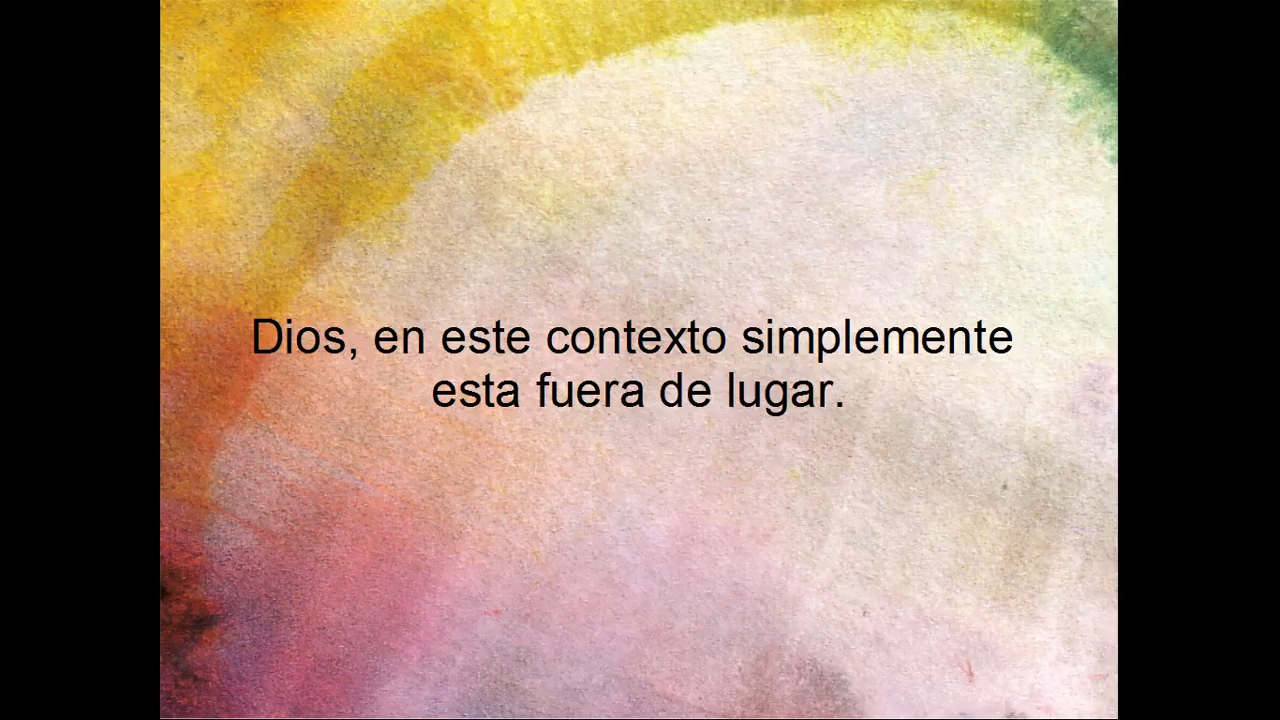 Dios, en este contexto simplemente
esta fuera de lugar.